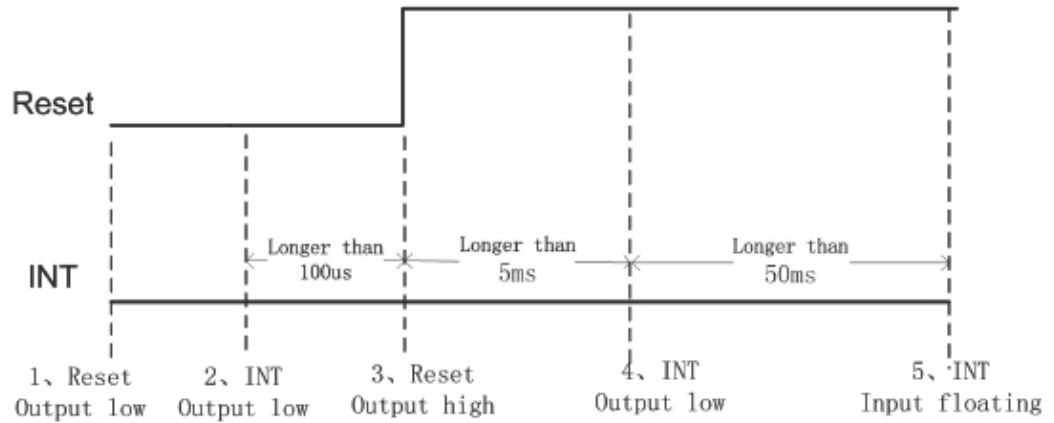 Reset
Longer than
100us
Longer than
5ms
Longer than
50ms
INT
1、Reset
Output low
2、INT
Output low
3、Reset
Output high
4、INT
Output low
5、INT
Input floating